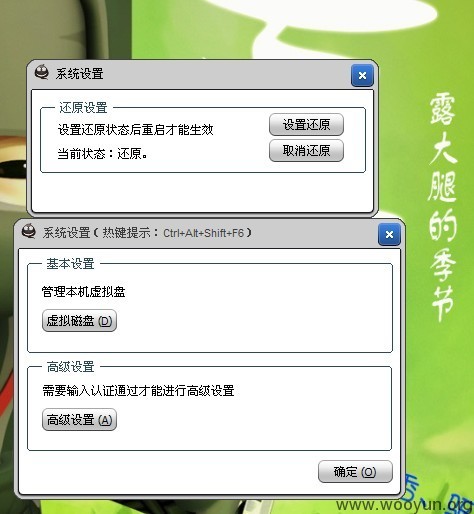 系统设置
还原设置
设置还原状态后重启才能生效
设置还原
当前状态：还原。
取消还原
系统设置（热键提示：Ctrl+Alt+Shift+F6）
基本设置
管理本机虚拟盘
虚拟磁盘 (D)
高级设置
需要输入认证通过才能进行高级设置
高级设置 (A)
确定 (O)
露大腿的季节
www.wooyun.org